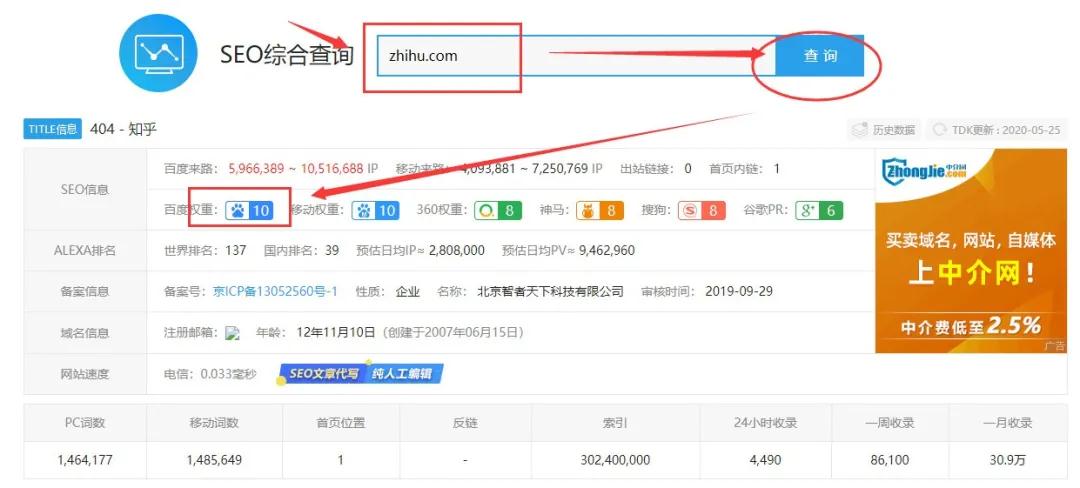 SEO综合查询 zhihu.com 查 询
TITLE信息 404 - 知乎 历史数据 TDK更新：2020-05-25
SEO信息
百度来路： 5,966,389 ~ 10,516,688 IP 移动来路： 4,093,881 ~ 7,250,769 IP 出站链接： 0 首页内链： 1
百度权重： 10 移动权重： 10 360权重： 8 神马： 8 搜狗： 8 谷歌PR： 6
ALEXA排名 世界排名： 137 国内排名： 39 预估日均IP≈ 2,808,000 预估日均PV≈ 9,462,960
备案信息 备案号： 京ICP备13052560号-1 性质： 企业 名称： 北京智者天下科技有限公司 审核时间： 2019-09-29
域名信息 注册邮箱： 年龄： 12年11月10日 (创建于2007年06月15日)
网站速度 电信：0.033毫秒 SEO文章代写 纯人工编辑
ZhongJie.com 中介网
买卖域名，网站，自媒体
上中介网！
中介费低至2.5%
广告
PC词数 移动词数 首页位置 反链 索引 24小时收录 一周收录 一月收录
1,464,177 1,485,649 1 - 302,400,000 4,490 86,100 30.9万